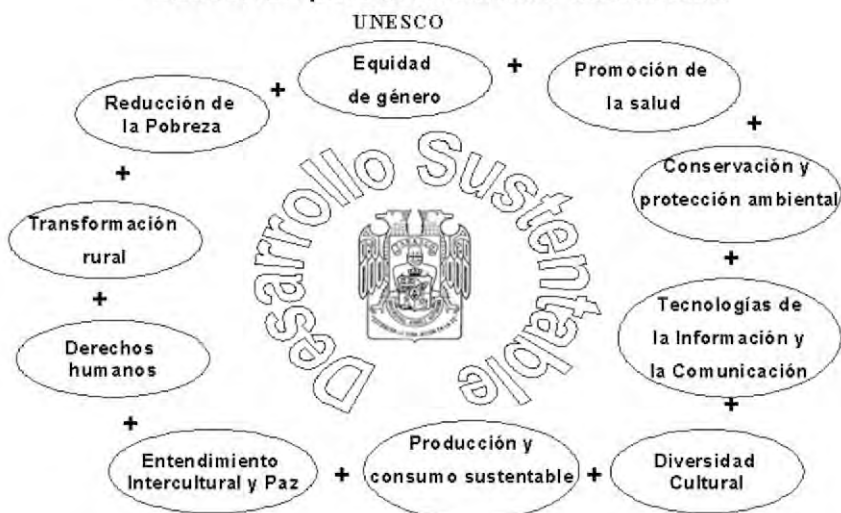 UNESCO
Equidad
de género
+
Promoción de
la salud
+
Conservación y
protección ambiental
+
Tecnologías de
la Información y
la Comunicación
+
Diversidad
Cultural
+
Producción y
consumo sustentable
+
Entendimiento
Intercultural y Paz
+
Derechos
humanos
+
Transformación
rural
+
Reducción de
la Pobreza
+
Desarrollo Sustentable